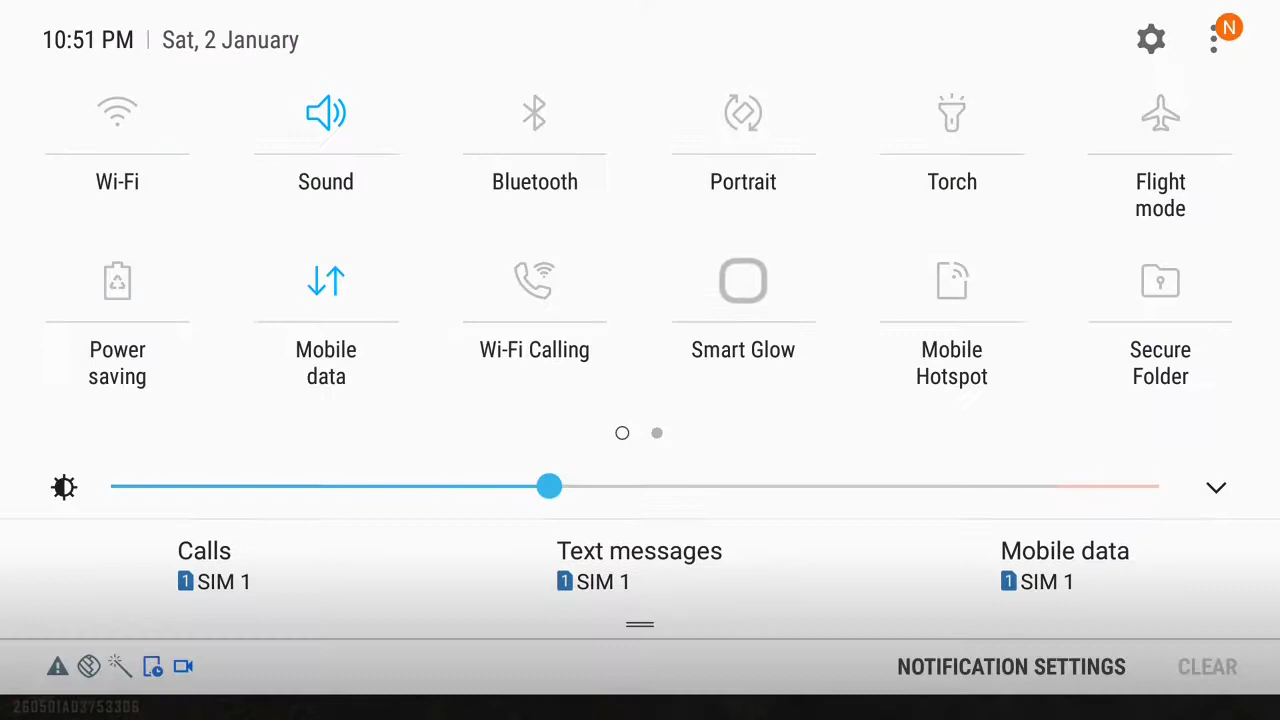 10:51 PM | Sat, 2 January
N
Wi-Fi
Sound
Bluetooth
Portrait
Torch
Flight
mode
Power
saving
Mobile
data
Wi-Fi Calling
Smart Glow
Mobile
Hotspot
Secure
Folder
Calls
1 SIM 1
Text messages
1 SIM 1
Mobile data
1 SIM 1
NOTIFICATION SETTINGS
CLEAR